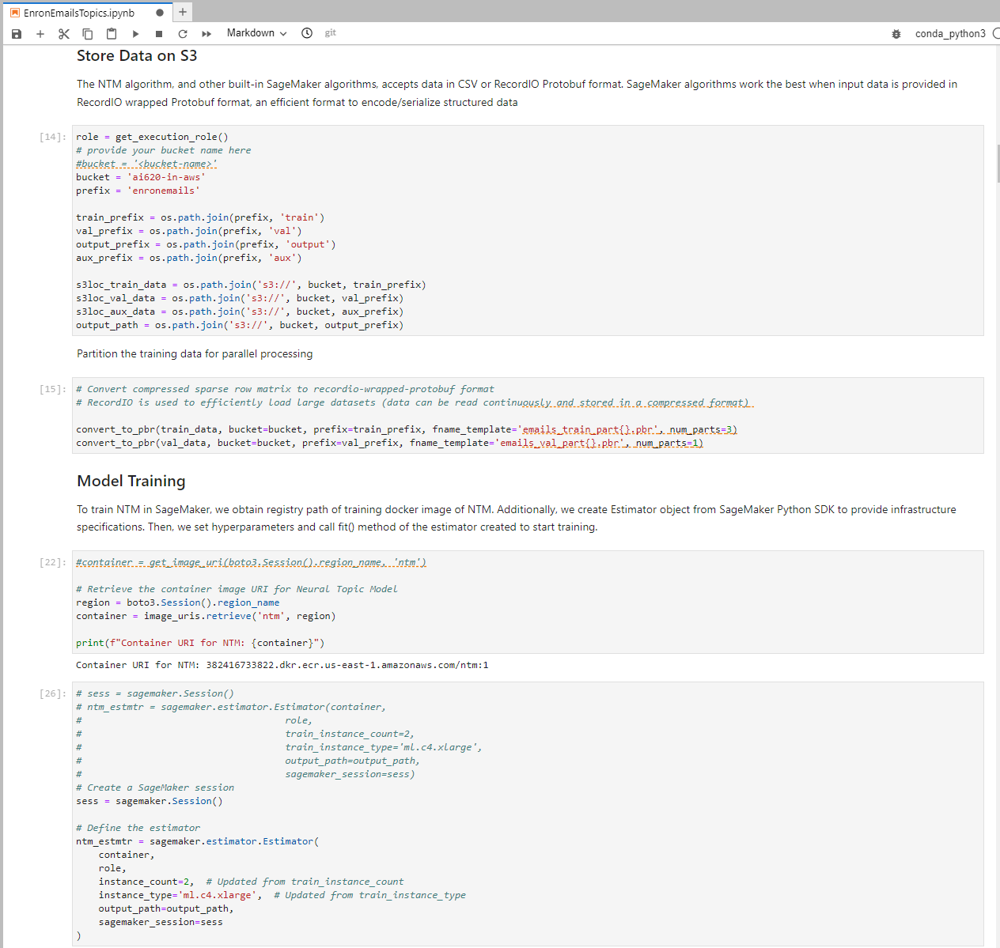 EnronEmailsTopics.ipynb
Markdown
git
conda_python3
Store Data on S3
The NTM algorithm, and other built-in SageMaker algorithms, accepts data in CSV or RecordIO Protobuf format. SageMaker algorithms work the best when input data is provided in
RecordIO wrapped Protobuf format, an efficient format to encode/serialize structured data
[14]: role = get_execution_role()
# provide your bucket name here
#bucket = '<bucket-name>'
bucket = 'ai620-in-aws'
prefix = 'enronemails'
train_prefix = os.path.join(prefix, 'train')
val_prefix = os.path.join(prefix, 'val')
output_prefix = os.path.join(prefix, 'output')
aux_prefix = os.path.join(prefix, 'aux')
s3loc_train_data = os.path.join('s3://', bucket, train_prefix)
s3loc_val_data = os.path.join('s3://', bucket, val_prefix)
s3loc_aux_data = os.path.join('s3://', bucket, aux_prefix)
output_path = os.path.join('s3://', bucket, output_prefix)
Partition the training data for parallel processing
[15]: # Convert compressed sparse row matrix to recordio-wrapped-protobuf format
# RecordIO is used to efficiently load large datasets (data can be read continuously and stored in a compressed format)
convert_to_pbr(train_data, bucket=bucket, prefix=train_prefix, fname_template='emails_train_part{}.pbr', num_parts=3)
convert_to_pbr(val_data, bucket=bucket, prefix=val_prefix, fname_template='emails_val_part{}.pbr', num_parts=1)
Model Training
To train NTM in SageMaker, we obtain registry path of training docker image of NTM. Additionally, we create Estimator object from SageMaker Python SDK to provide infrastructure
specifications. Then, we set hyperparameters and call fit() method of the estimator created to start training.
[22]: #container = get_image_uri(boto3.Session().region_name, 'ntm')
# Retrieve the container image URI for Neural Topic Model
region = boto3.Session().region_name
container = image_uris.retrieve('ntm', region)
print(f"Container URI for NTM: {container}")
Container URI for NTM: 382416733822.dkr.ecr.us-east-1.amazonaws.com/ntm:1
[26]: # sess = sagemaker.Session()
# ntm_estmtr = sagemaker.estimator.Estimator(container,
# role,
# train_instance_count=2,
# train_instance_type='ml.c4.xlarge',
# output_path=output_path,
# sagemaker_session=sess)
# Create a SageMaker session
sess = sagemaker.Session()
# Define the estimator
ntm_estmtr = sagemaker.estimator.Estimator(
container,
role,
instance_count=2, # Updated from train_instance_count
instance_type='ml.c4.xlarge', # Updated from train_instance_type
output_path=output_path,
sagemaker_session=sess
)